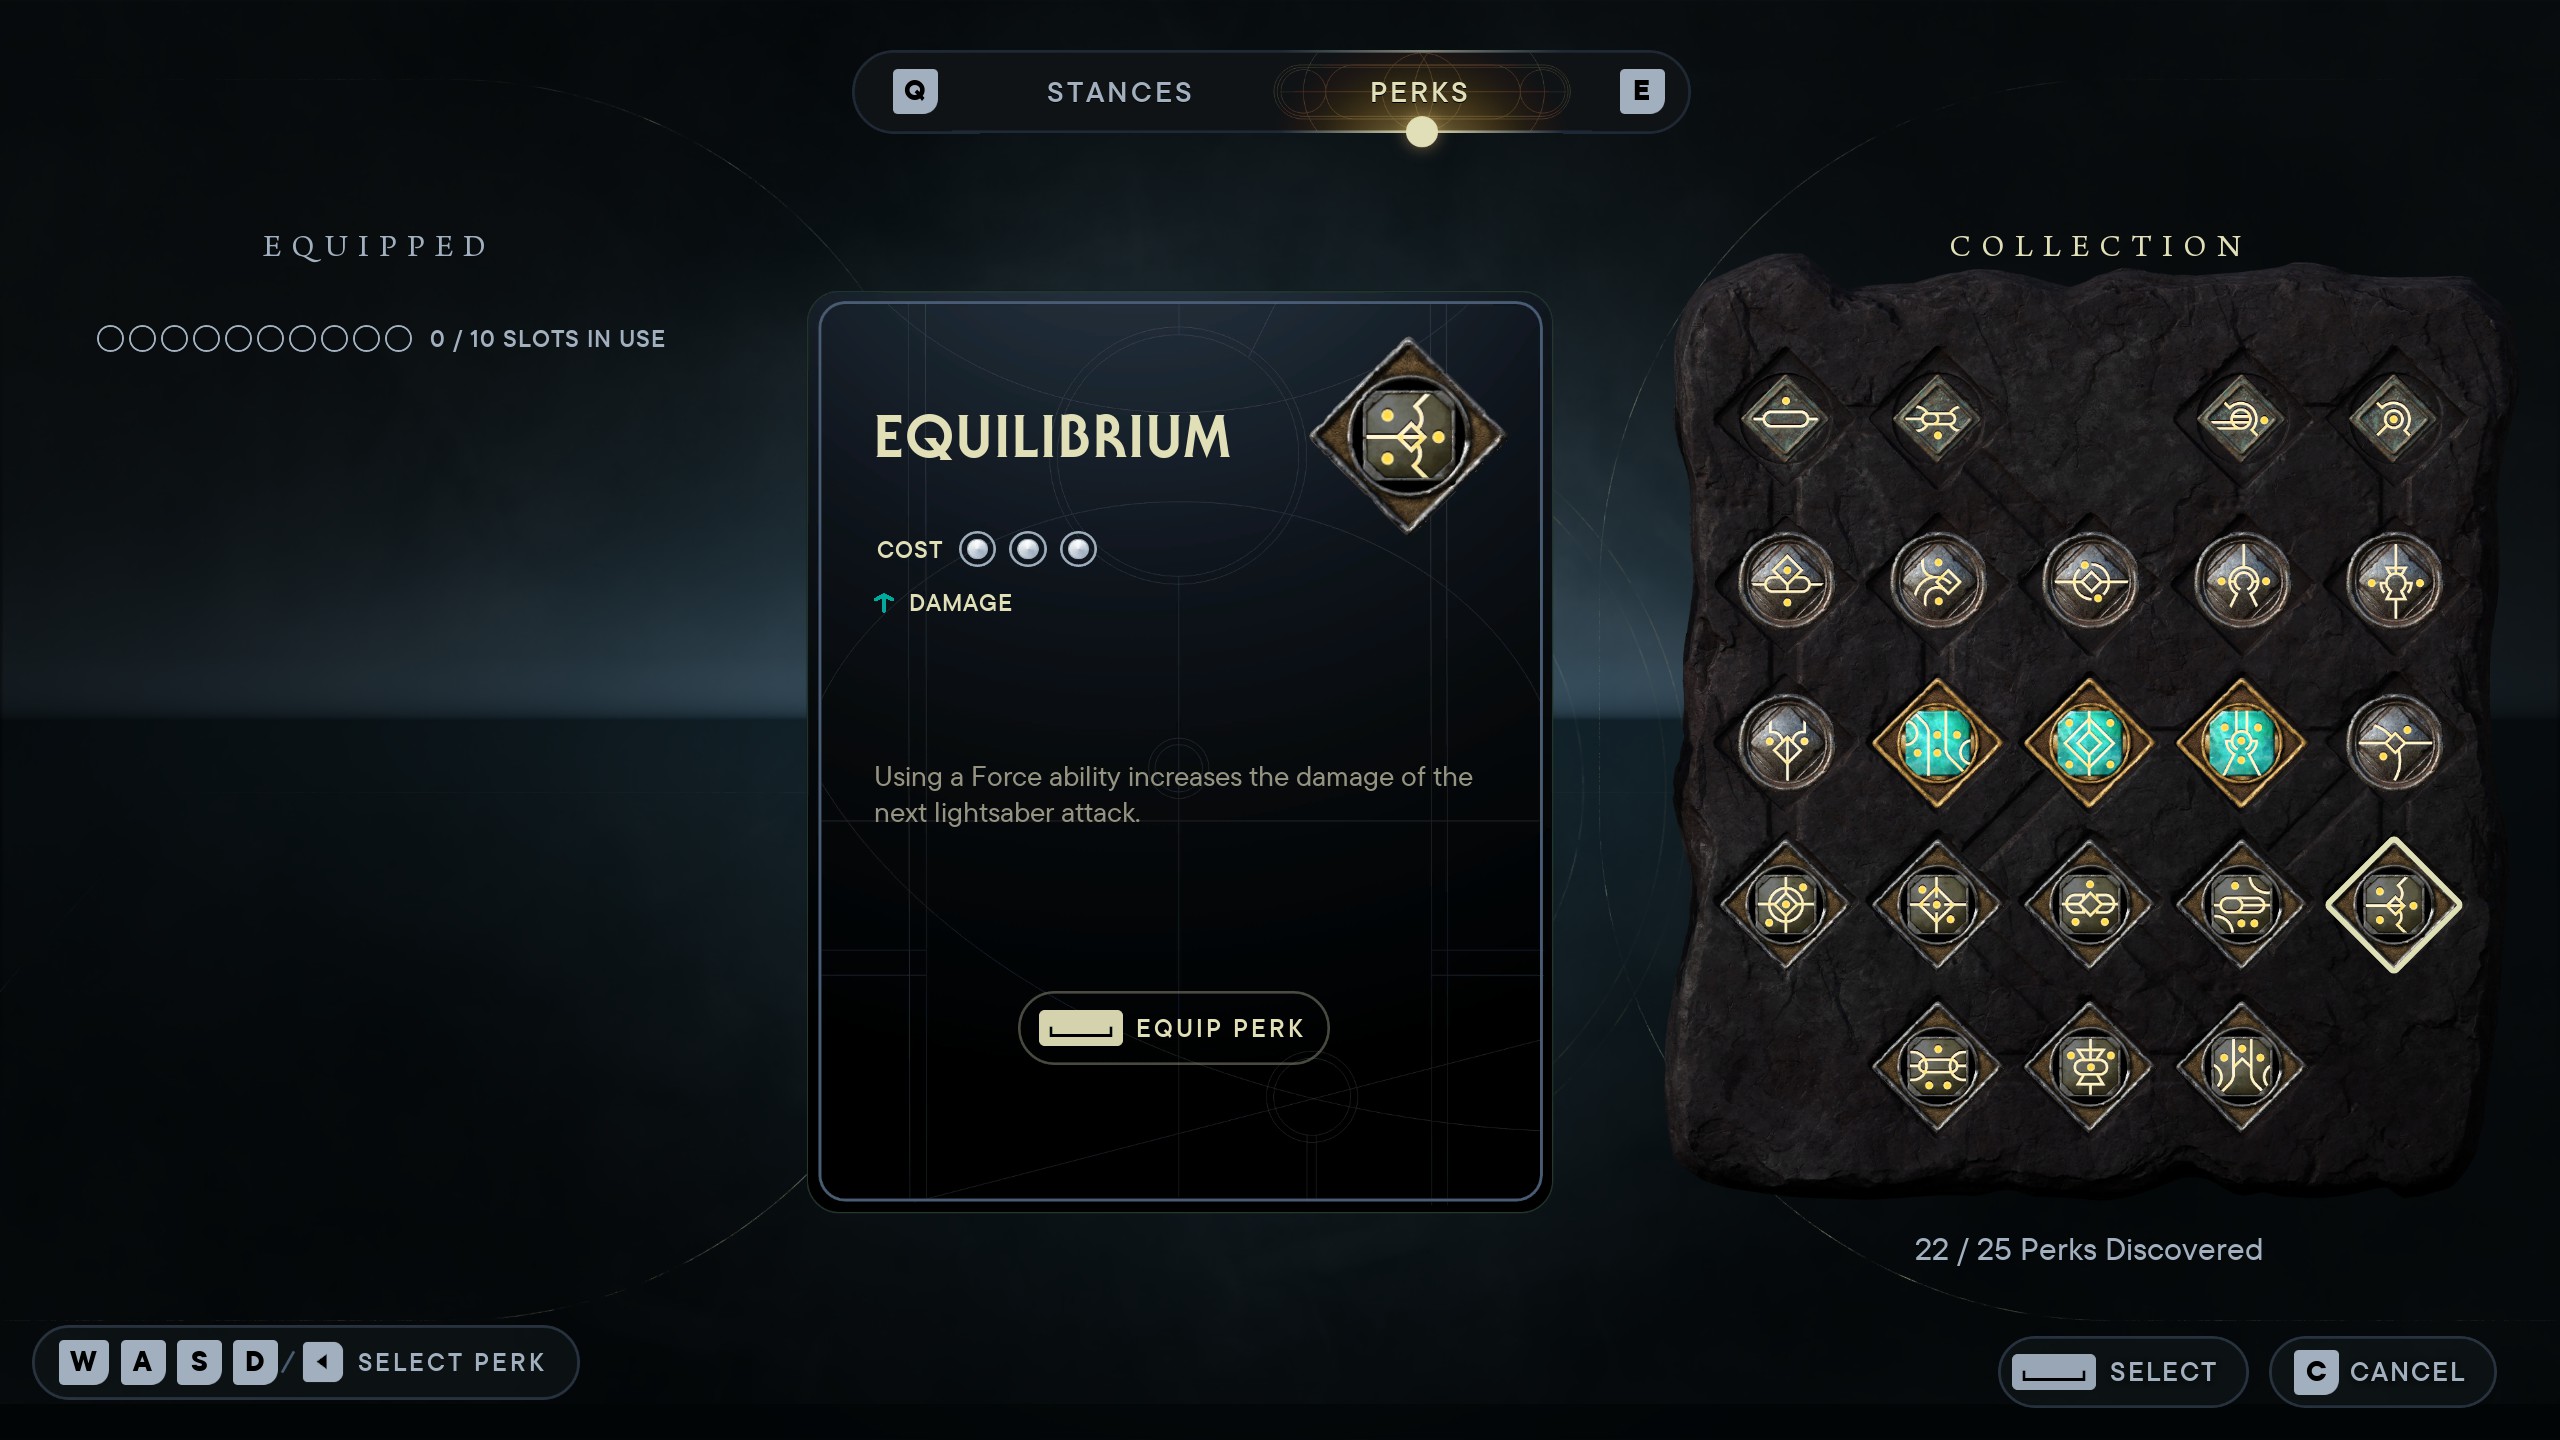 Q STANCES PERKS E
EQUIPPED
0 / 10 SLOTS IN USE
EQUILIBRIUM
COST
DAMAGE
Using a Force ability increases the damage of the
next lightsaber attack.
EQUIP PERK
COLLECTION
22 / 25 Perks Discovered
W A S D / SELECT PERK
SELECT
C CANCEL